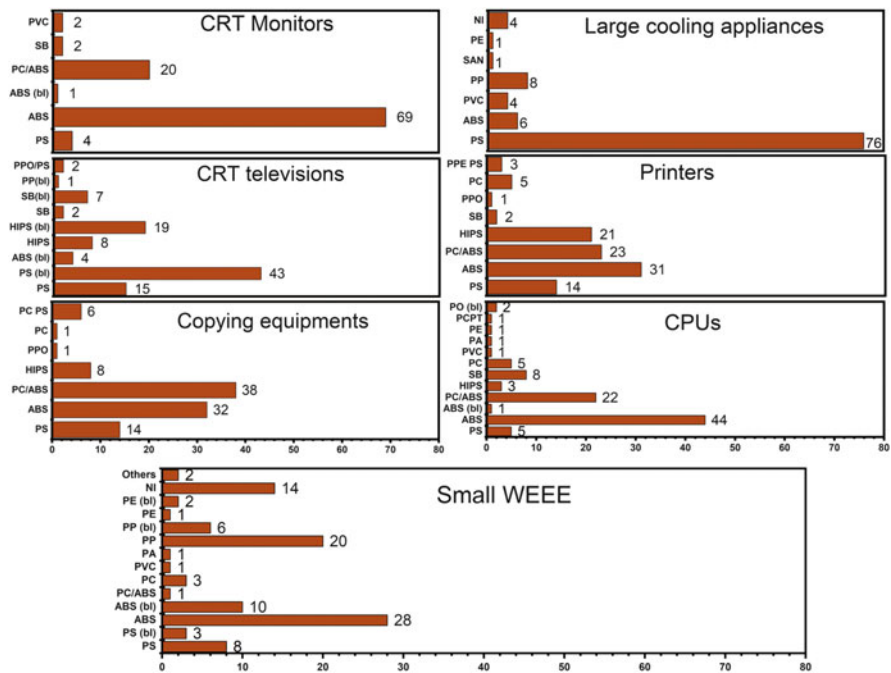 CRT Monitors
PVC 2
SB 2
PC/ABS 20
ABS (bl) 1
ABS 69
PS 4
Large cooling appliances
NI 4
PE 1
SAN 1
PP 8
PVC 4
ABS 6
PS 76
CRT televisions
PPO/PS 2
PP(bl) 1
SB(bl) 7
SB 2
HIPS (bl) 19
HIPS 8
ABS (bl) 4
PS (bl) 43
PS 15
Printers
PPE PS 3
PC 5
PPO 1
SB 2
HIPS 21
PC/ABS 23
ABS 31
PS 14
Copying equipments
PC PS 6
PC 1
PPO 1
HIPS 8
PC/ABS 38
ABS 32
PS 14
0 10 20 30 40 50 60 70 80
CPUs
PO (bl) 2
PCPT 1
PE 1
PA 1
PVC 1
PC 5
SB 8
HIPS 3
PC/ABS 22
ABS (bl) 1
ABS 44
PS 5
0 10 20 30 40 50 60 70 80
Small WEEE
Others 2
NI 14
PE (bl) 2
PE 1
PP (bl) 6
PP 20
PA 1
PVC 1
PC 3
PC/ABS 1
ABS (bl) 10
ABS 28
PS (bl) 3
PS 8
0 10 20 30 40 50 60 70 80